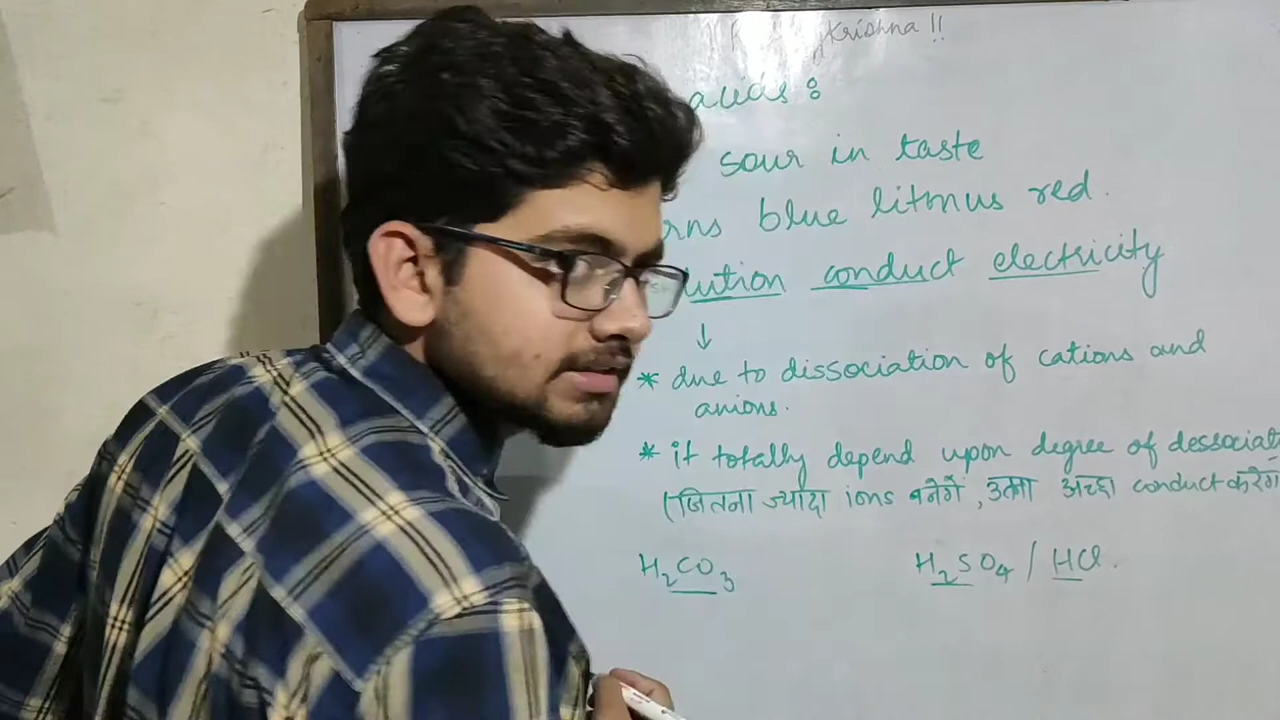 Krishna !!
acids :
sour in taste
rns blue litmus red.
lution conduct electricity
↓
* due to dissociation of cations and
anions.
* it totally depend upon degree of dessociat
(जितना ज्यादा ions बनेगें, उतना अच्छा conduct करेग
H₂CO₃ H₂SO₄ / HCl.